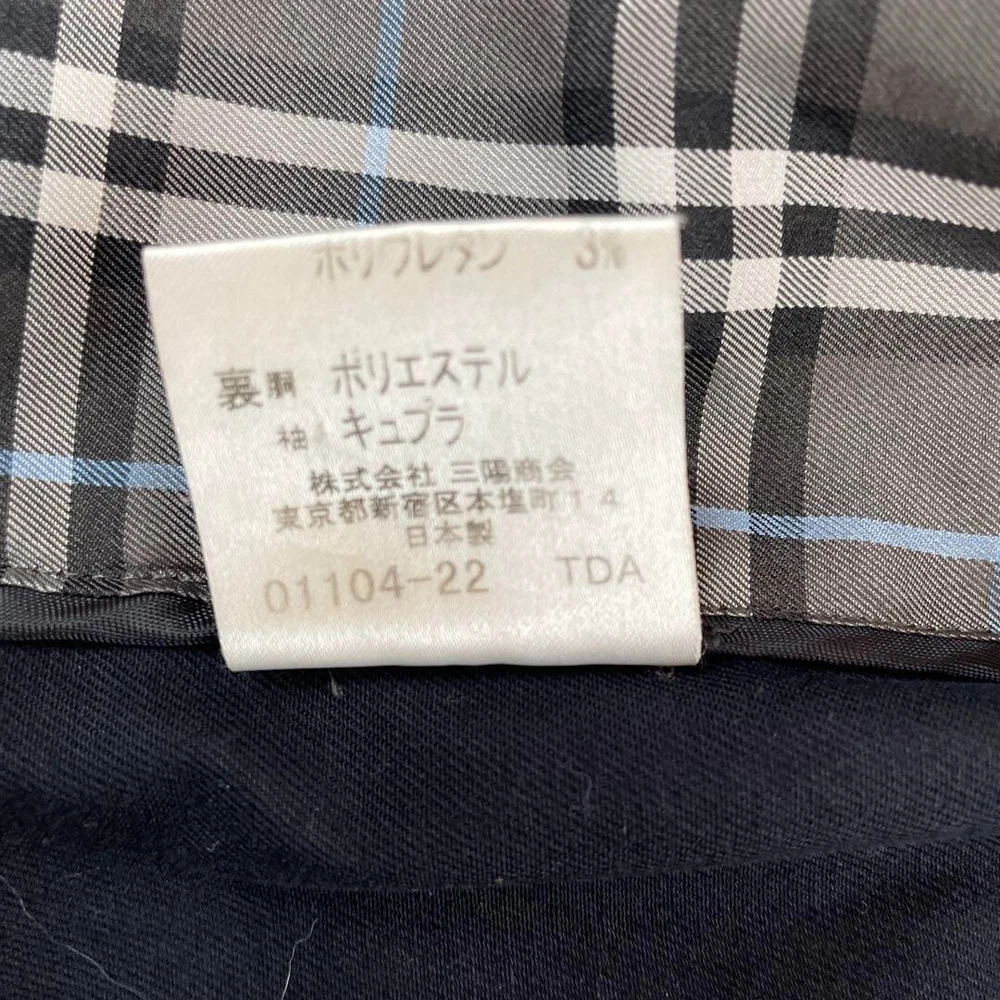 ポリウレタン 3%
裏 胴 ポリエステル
袖 キュプラ
株式会社 三陽商会
東京都新宿区本塩町14
日本製
01104-22 TDA